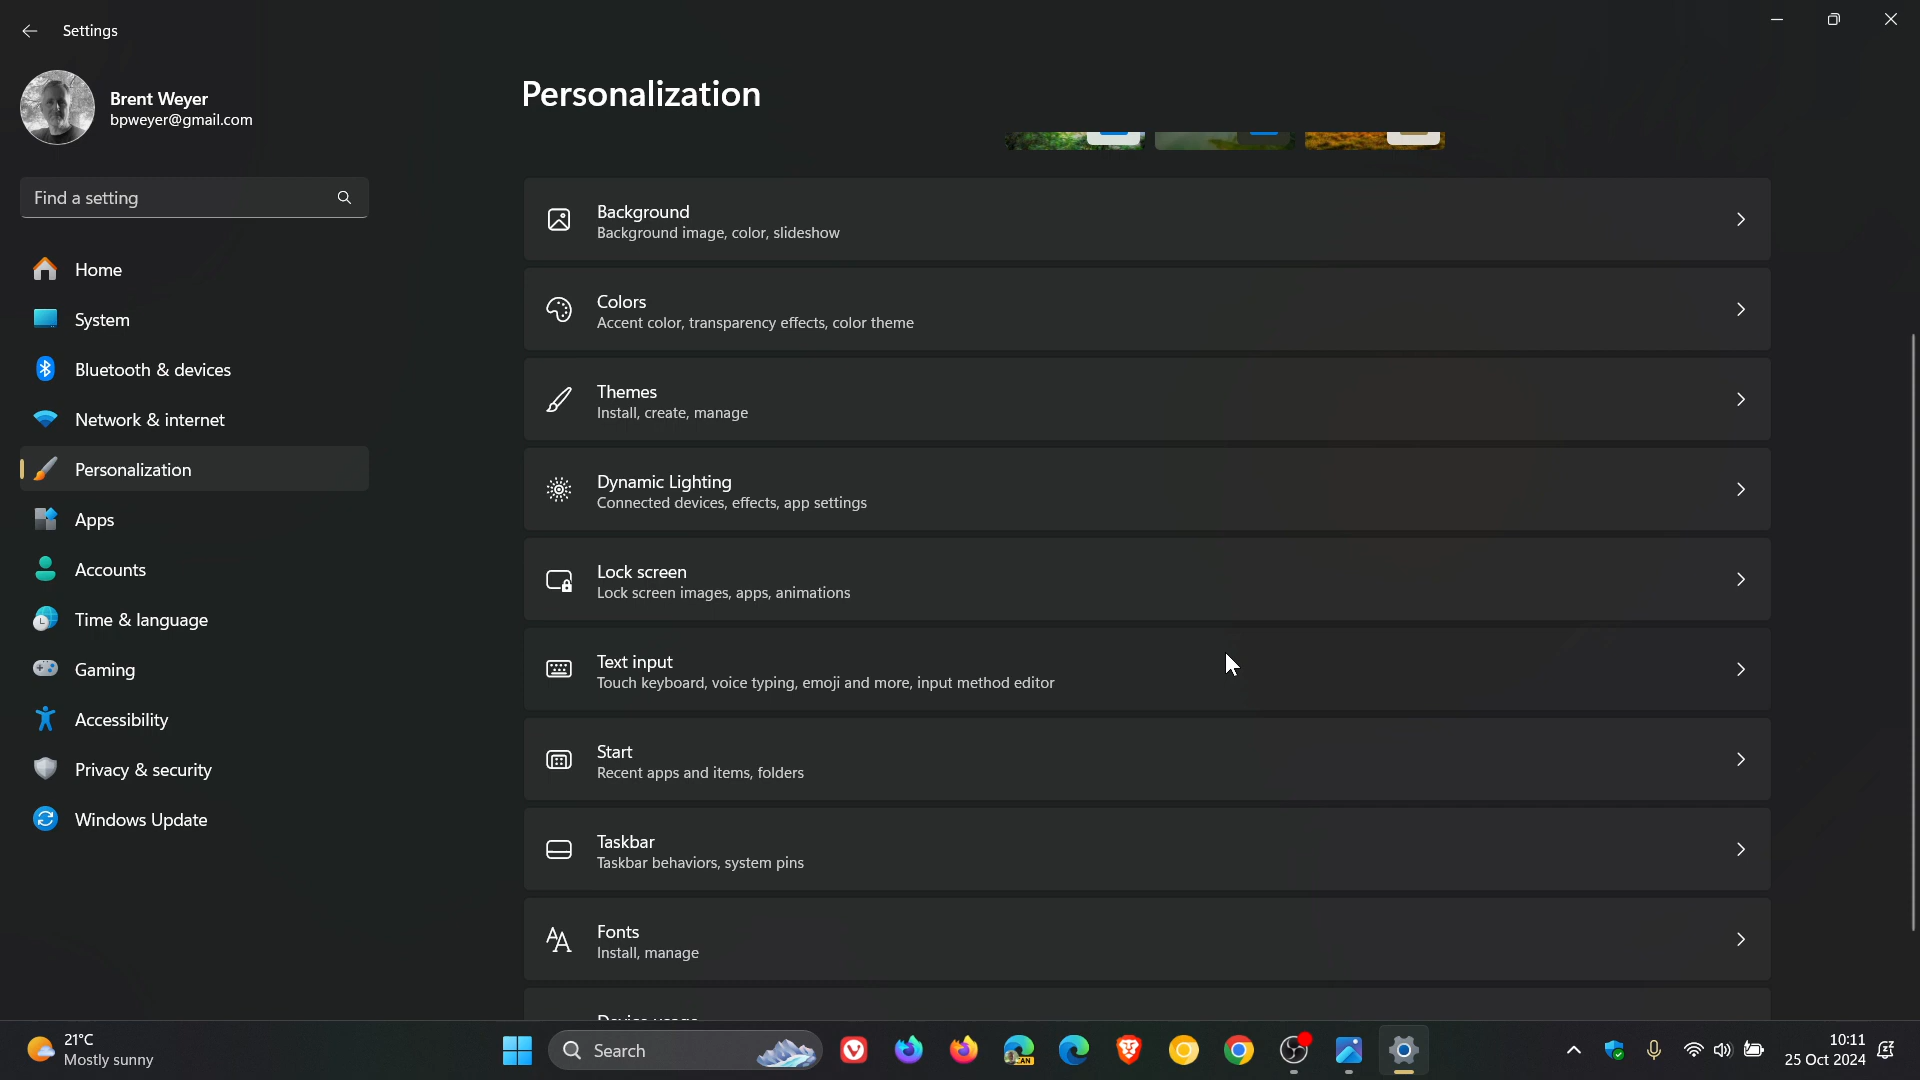 Settings
Brent Weyer
bpweyer@gmail.com
Find a setting
Home
System
Bluetooth & devices
Network & internet
Personalization
Apps
Accounts
Time & language
Gaming
Accessibility
Privacy & security
Windows Update
Personalization
Background
Background image, color, slideshow
Colors
Accent color, transparency effects, color theme
Themes
Install, create, manage
Dynamic Lighting
Connected devices, effects, app settings
Lock screen
Lock screen images, apps, animations
Text input
Touch keyboard, voice typing, emoji and more, input method editor
Start
Recent apps and items, folders
Taskbar
Taskbar behaviors, system pins
Fonts
Install, manage
Device usage
21°C
Mostly sunny
Search
CAN
10:11
25 Oct 2024